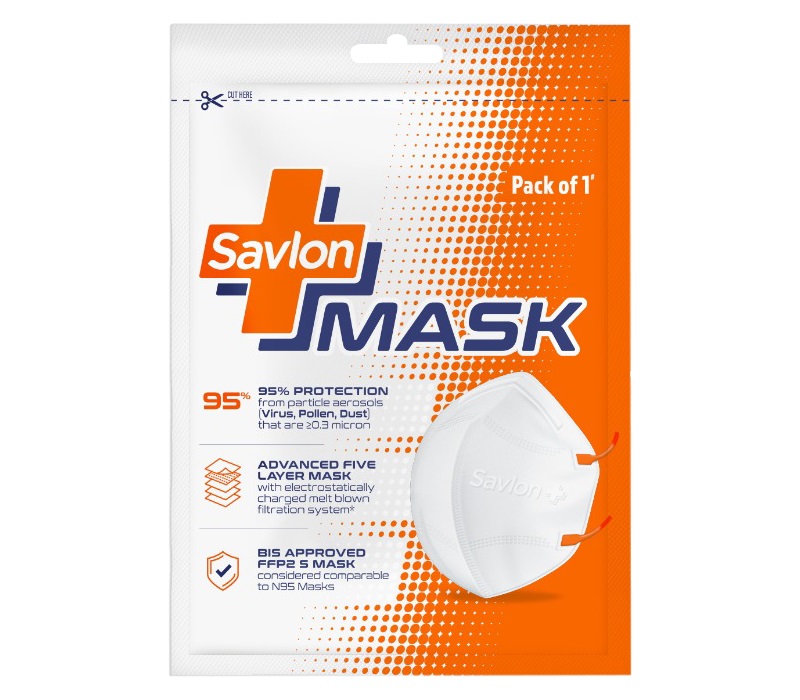 CUT HERE
Pack of 1#
Savlon
MASK
95%
95% PROTECTION
from particle aerosols
(Virus, Pollen, Dust)
that are ≥0.3 micron
ADVANCED FIVE
LAYER MASK
with electrostatically
charged melt blown
filtration system*
BIS APPROVED
FFP2 S MASK
considered comparable
to N95 Masks
Savlon